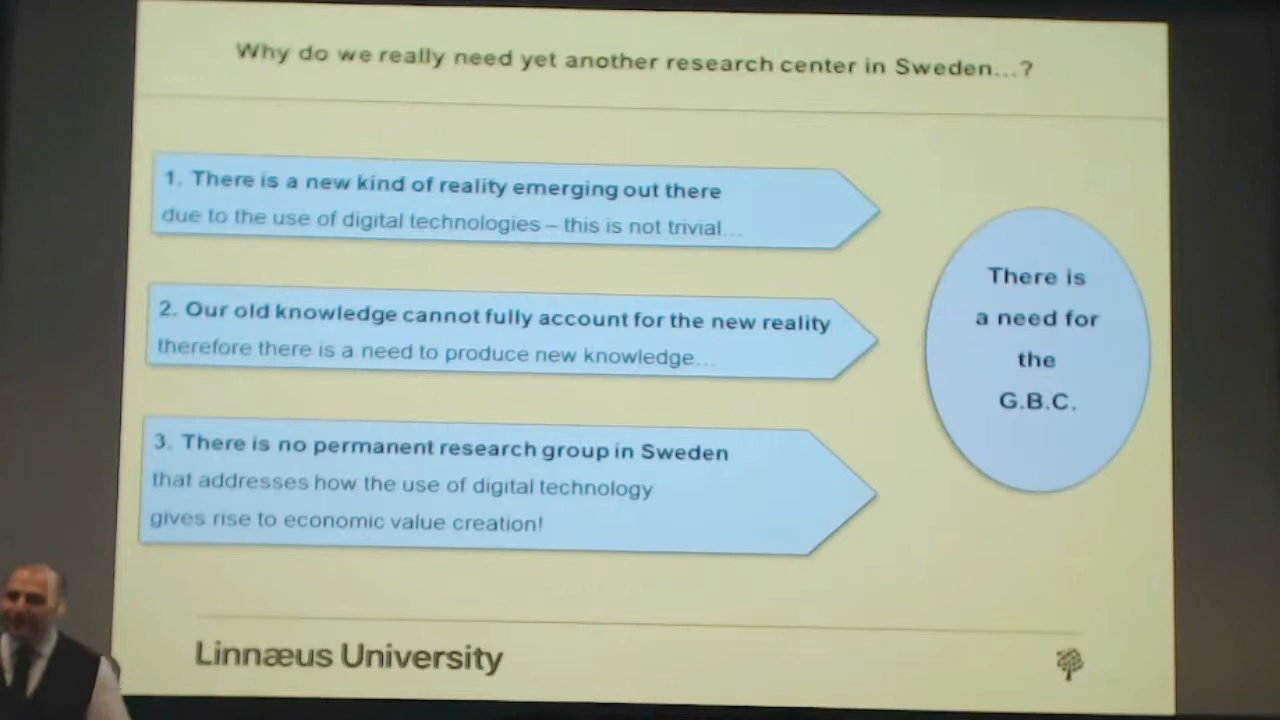 Why do we really need yet another research center in Sweden...?
1. There is a new kind of reality emerging out there
due to the use of digital technologies – this is not trivial...
2. Our old knowledge cannot fully account for the new reality
therefore there is a need to produce new knowledge...
3. There is no permanent research group in Sweden
that addresses how the use of digital technology
gives rise to economic value creation!
There is
a need for
the
G.B.C.
Linnæus University